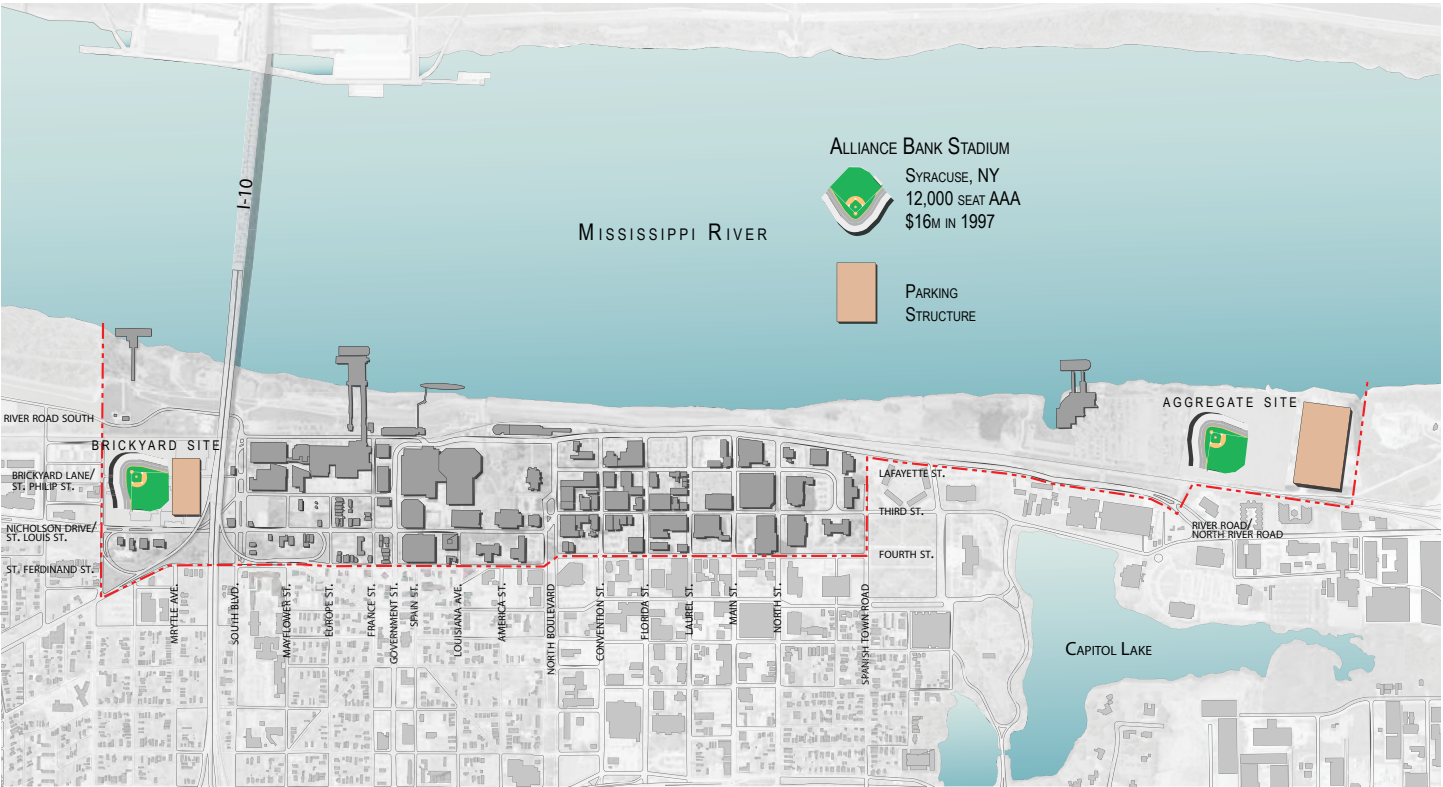 ALLIANCE BANK STADIUM
SYRACUSE, NY
12,000 SEAT AAA
$16M IN 1997
I-10
MISSISSIPPI RIVER
PARKING
STRUCTURE
RIVER ROAD SOUTH
BRICKYARD SITE
BRICKYARD LANE/
ST. PHILIP ST.
NICHOLSON DRIVE/
ST. LOUIS ST.
ST. FERDINAND ST.
AGGREGATE SITE
LAFAYETTE ST.
THIRD ST.
FOURTH ST.
RIVER ROAD/
NORTH RIVER ROAD
MRYTLE AVE.
SOUTH BLVD.
MAYFLOWER ST.
EUROPE ST.
FRANCE ST.
GOVERNMENT ST.
SPAIN ST.
LOUISIANA AVE.
AMERICA ST.
NORTH BOULEVARD
CONVENTION ST.
FLORIDA ST.
LAUREL ST.
MAIN ST.
NORTH ST.
SPANISH TOWN ROAD
CAPITOL LAKE